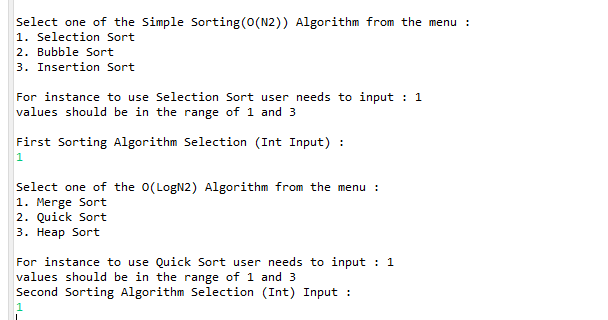 Select one of the Simple Sorting(O(N2)) Algorithm from the menu :
1. Selection Sort
2. Bubble Sort
3. Insertion Sort
For instance to use Selection Sort user needs to input : 1
values should be in the range of 1 and 3
First Sorting Algorithm Selection (Int Input) :
1
Select one of the O(LogN2) Algorithm from the menu :
1. Merge Sort
2. Quick Sort
3. Heap Sort
For instance to use Quick Sort user needs to input : 1
values should be in the range of 1 and 3
Second Sorting Algorithm Selection (Int) Input :
1